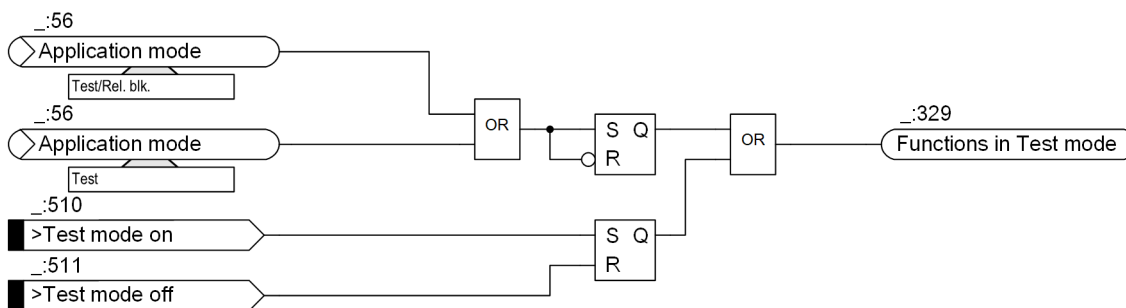 _:56
Application mode
Test/Rel. blk.
_:56
Application mode
Test
_:510
>Test mode on
_:511
>Test mode off
OR
S Q
R
S Q
R
OR
_:329
Functions in Test mode